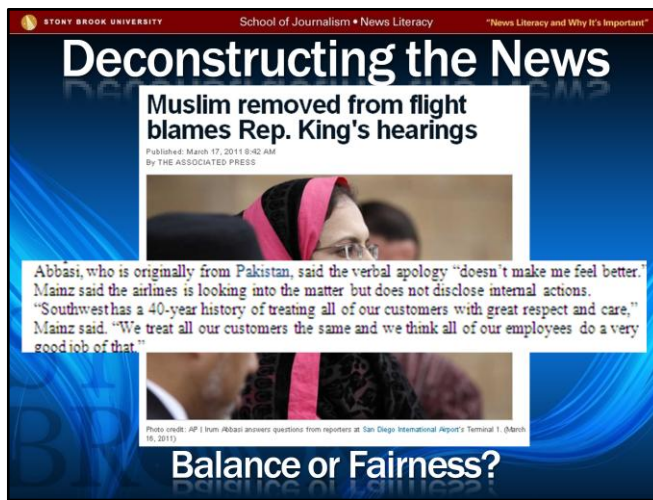 STONY BROOK UNIVERSITY
School of Journalism • News Literacy
"News Literacy and Why It's Important"
Deconstructing the News
Muslim removed from flight
blames Rep. King's hearings
Published: March 17, 2011 8:42 AM
By THE ASSOCIATED PRESS
Abbasi, who is originally from Pakistan, said the verbal apology "doesn't make me feel better."
Mainz said the airlines is looking into the matter but does not disclose internal actions.
"Southwest has a 40-year history of treating all of our customers with great respect and care,"
Mainz said. "We treat all our customers the same and we think all of our employees do a very
good job of that."
Photo credit: AP | Irum Abbasi answers questions from reporters at San Diego International Airport's Terminal 1. (March
16, 2011)
Balance or Fairness?